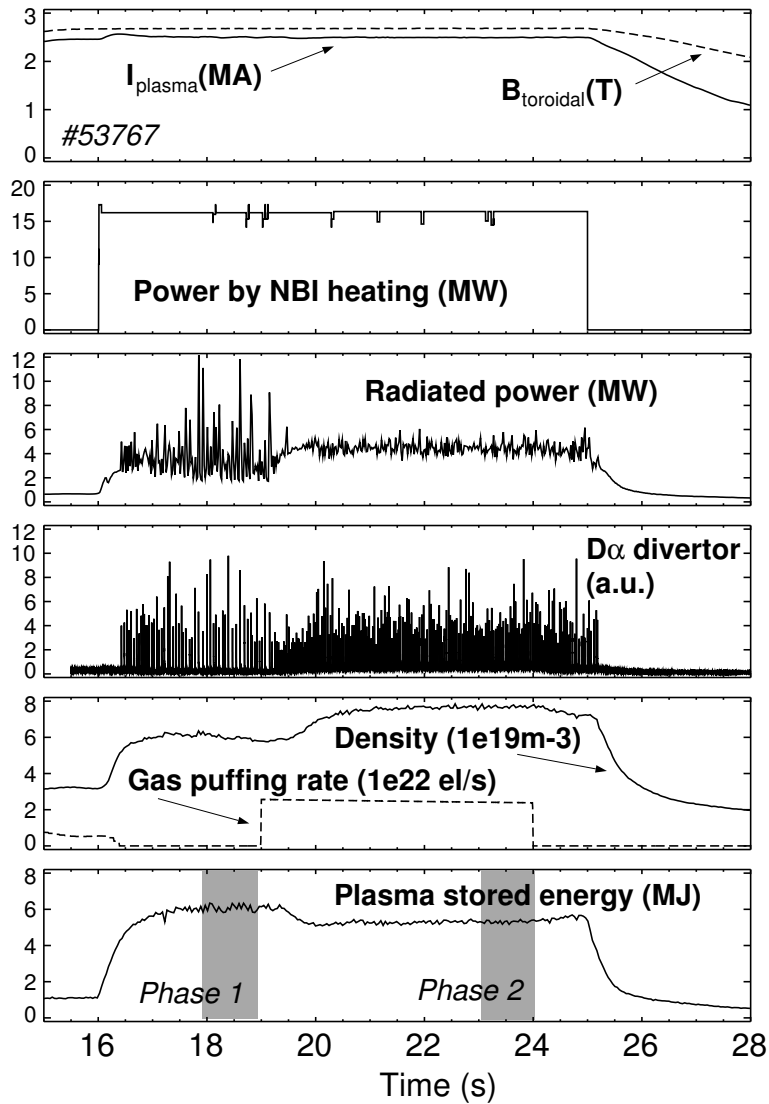 3
2
1
0
I plasma (MA)
B toroidal (T)
#53767
20
15
10
5
0
Power by NBI heating (MW)
12
10
8
6
4
2
0
Radiated power (MW)
12
10
8
6
4
2
0
Dα divertor
(a.u.)
8
6
4
2
0
Density (1e19m-3)
Gas puffing rate (1e22 el/s)
8
6
4
2
0
Plasma stored energy (MJ)
Phase 1
Phase 2
16 18 20 22 24 26 28
Time (s)